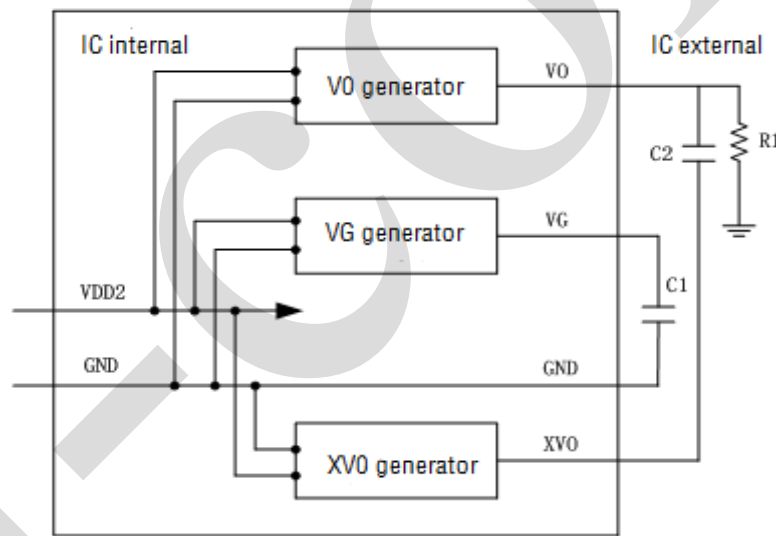 IC internal
IC external
V0 generator
VO
C2
R1
VG generator
VG
C1
VDD2
GND
GND
XV0 generator
XVO